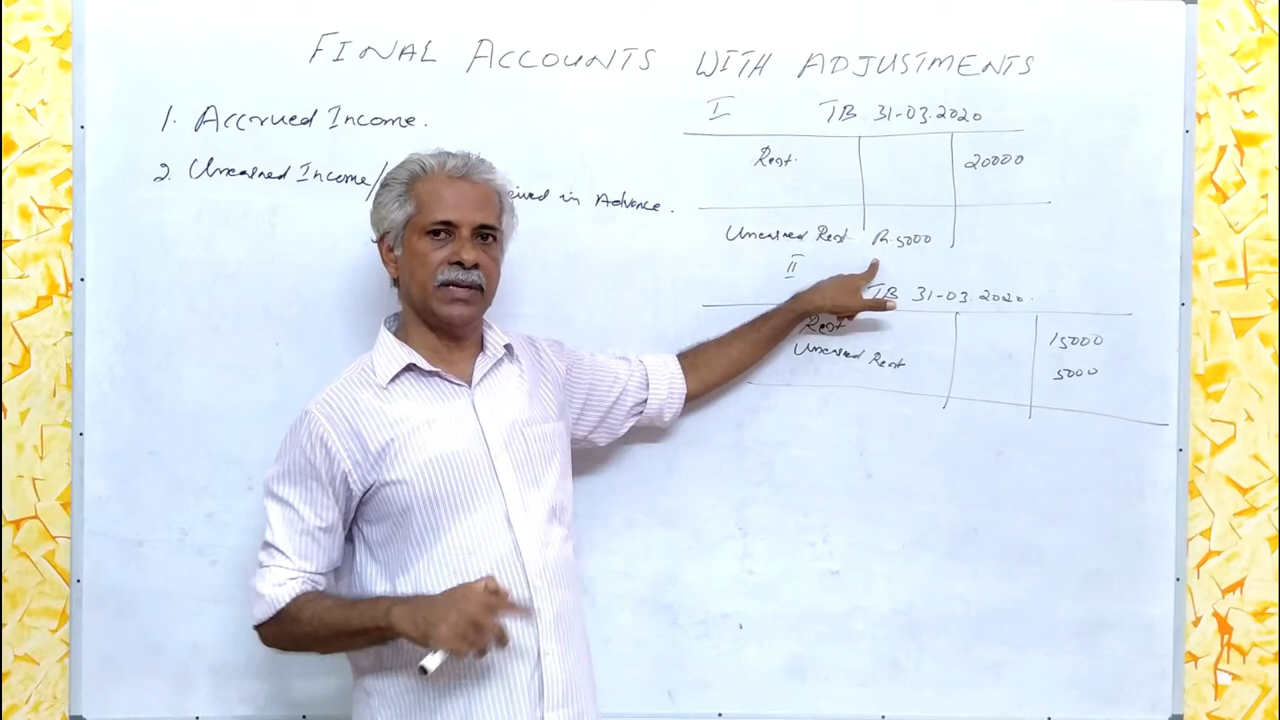 FINAL ACCOUNTS WITH ADJUSTMENTS
1. Accrued Income.
2. Unearned Income/
in Advance.
I TB 31-03.2020
Rent. 20000
Unearned Rent Rs. 5000
II
TB 31-03.2020.
Rent 15000
Unearned Rent 5000